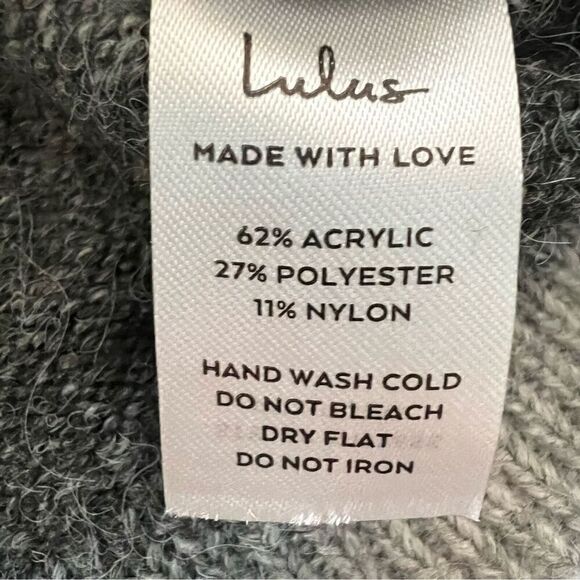 Lulus
MADE WITH LOVE
62% ACRYLIC
27% POLYESTER
11% NYLON
HAND WASH COLD
DO NOT BLEACH
DRY FLAT
DO NOT IRON